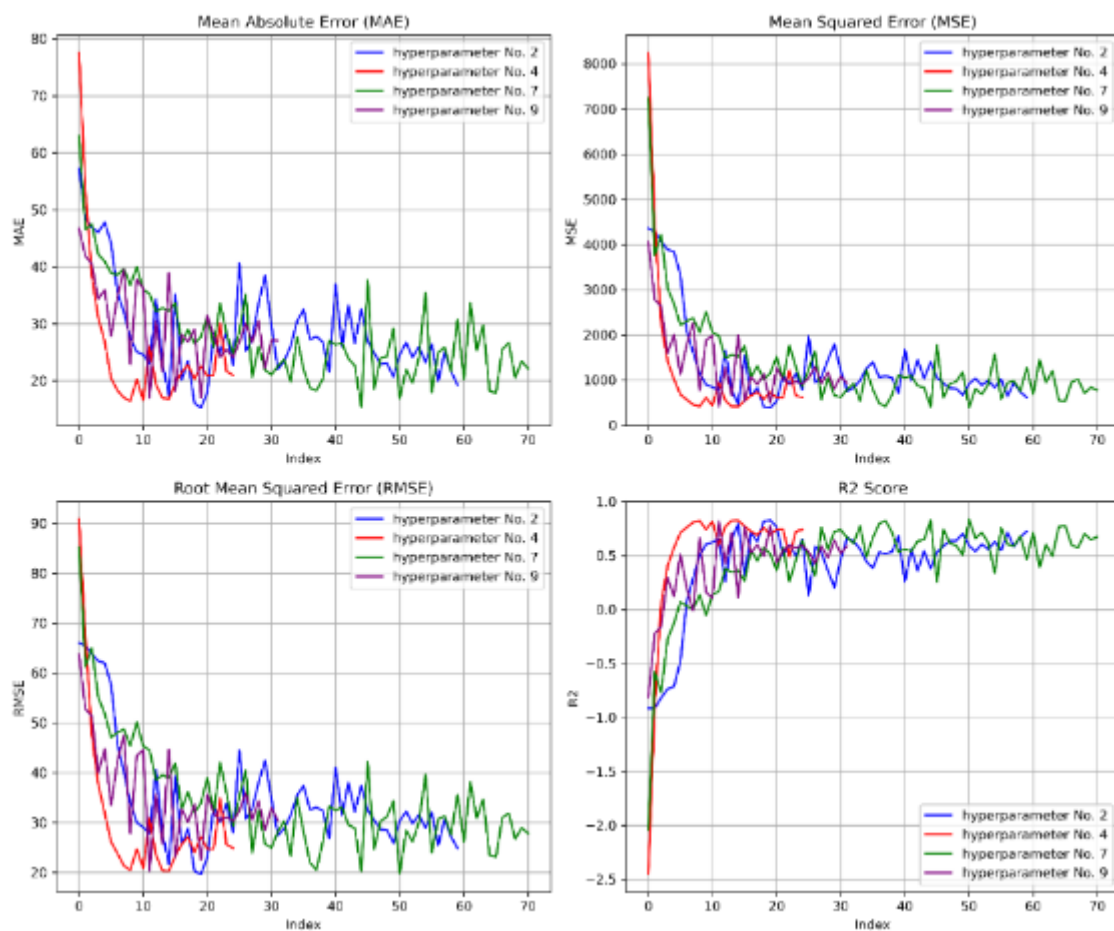 Mean Absolute Error (MAE)
80
70
60
50
40
30
20
MAE
0 10 20 30 40 50 60 70
Index
hyperparameter No. 2
hyperparameter No. 4
hyperparameter No. 7
hyperparameter No. 9
Mean Squared Error (MSE)
8000
7000
6000
5000
4000
3000
2000
1000
0
MSE
0 10 20 30 40 50 60 70
Index
hyperparameter No. 2
hyperparameter No. 4
hyperparameter No. 7
hyperparameter No. 9
Root Mean Squared Error (RMSE)
90
80
70
60
50
40
30
20
RMSE
0 10 20 30 40 50 60 70
Index
hyperparameter No. 2
hyperparameter No. 4
hyperparameter No. 7
hyperparameter No. 9
R2 Score
1.0
0.5
0.0
−0.5
−1.0
−1.5
−2.0
−2.5
R2
0 10 20 30 40 50 60 70
Index
hyperparameter No. 2
hyperparameter No. 4
hyperparameter No. 7
hyperparameter No. 9